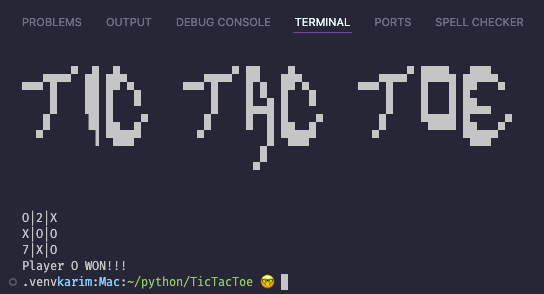 PROBLEMS OUTPUT DEBUG CONSOLE TERMINAL PORTS SPELL CHECKER
TIC TAC TOE
O|2|X
X|O|O
7|X|O
Player O WON!!!
.venvkarim:Mac:~/python/TicTacToe 🤓